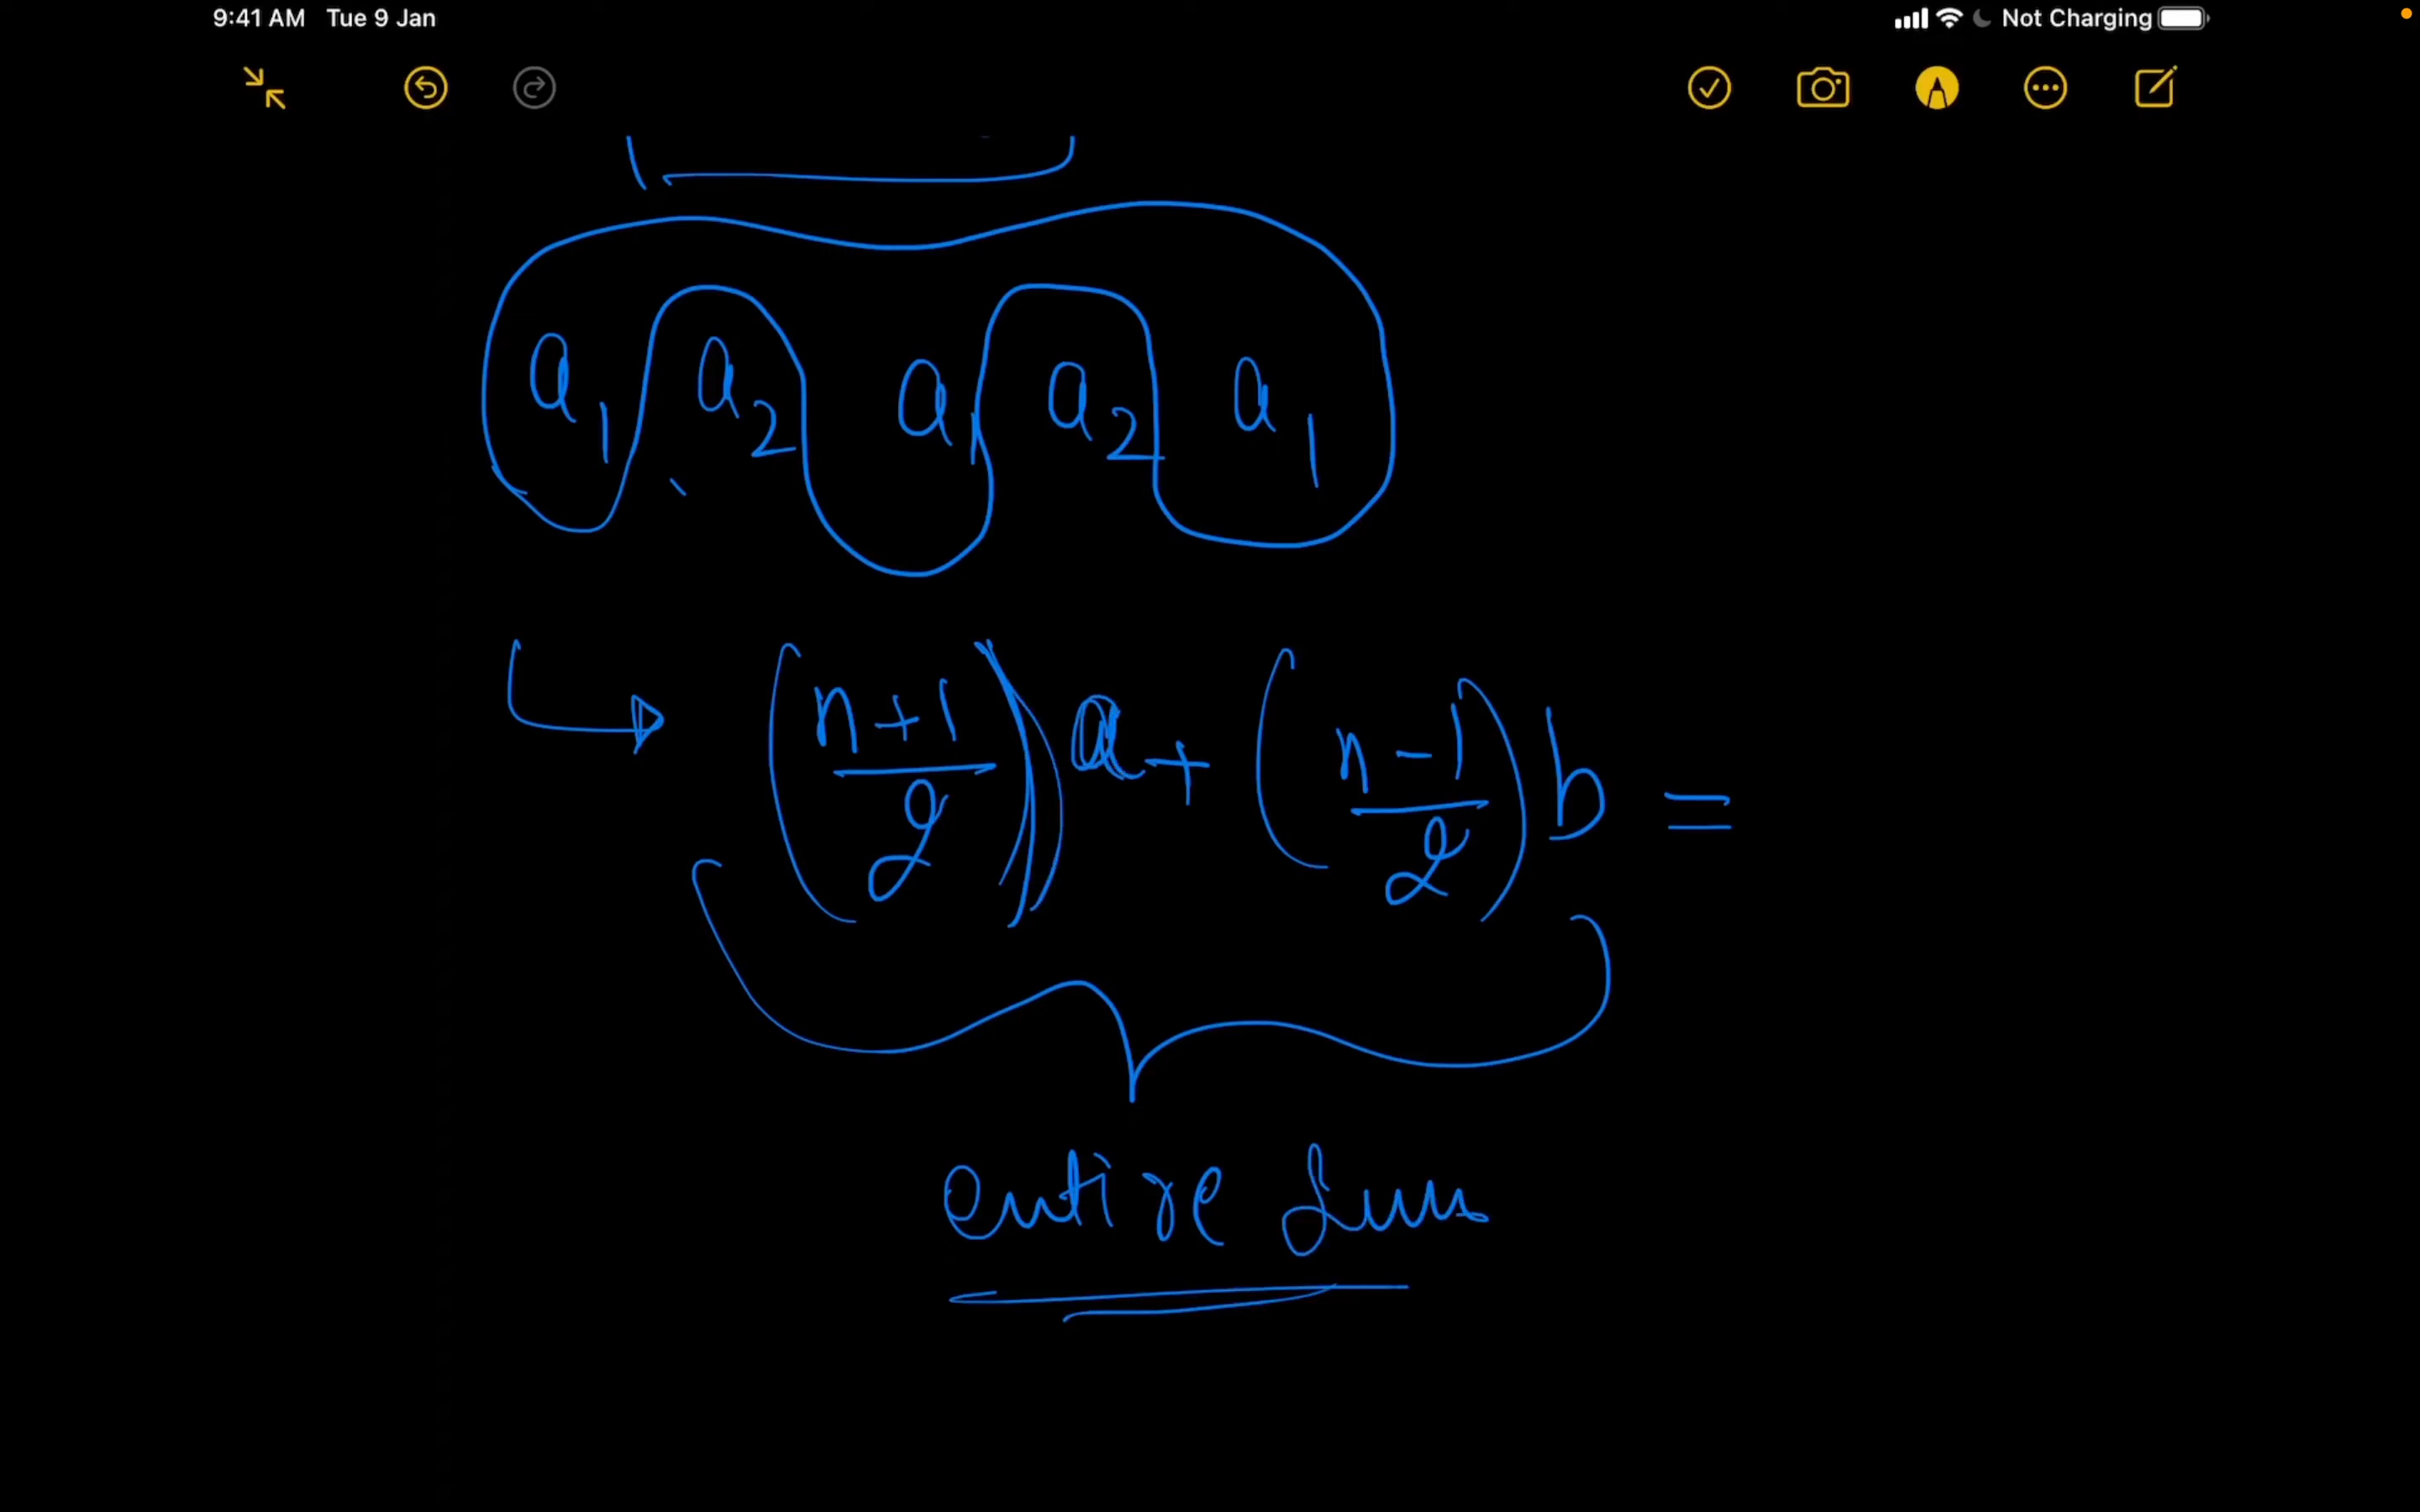 9:41 AM Tue 9 Jan Not Charging
a₁ a₂ a₁ a₂ a₁
(n+1/2) a + (n-1/2) b =
entire sum